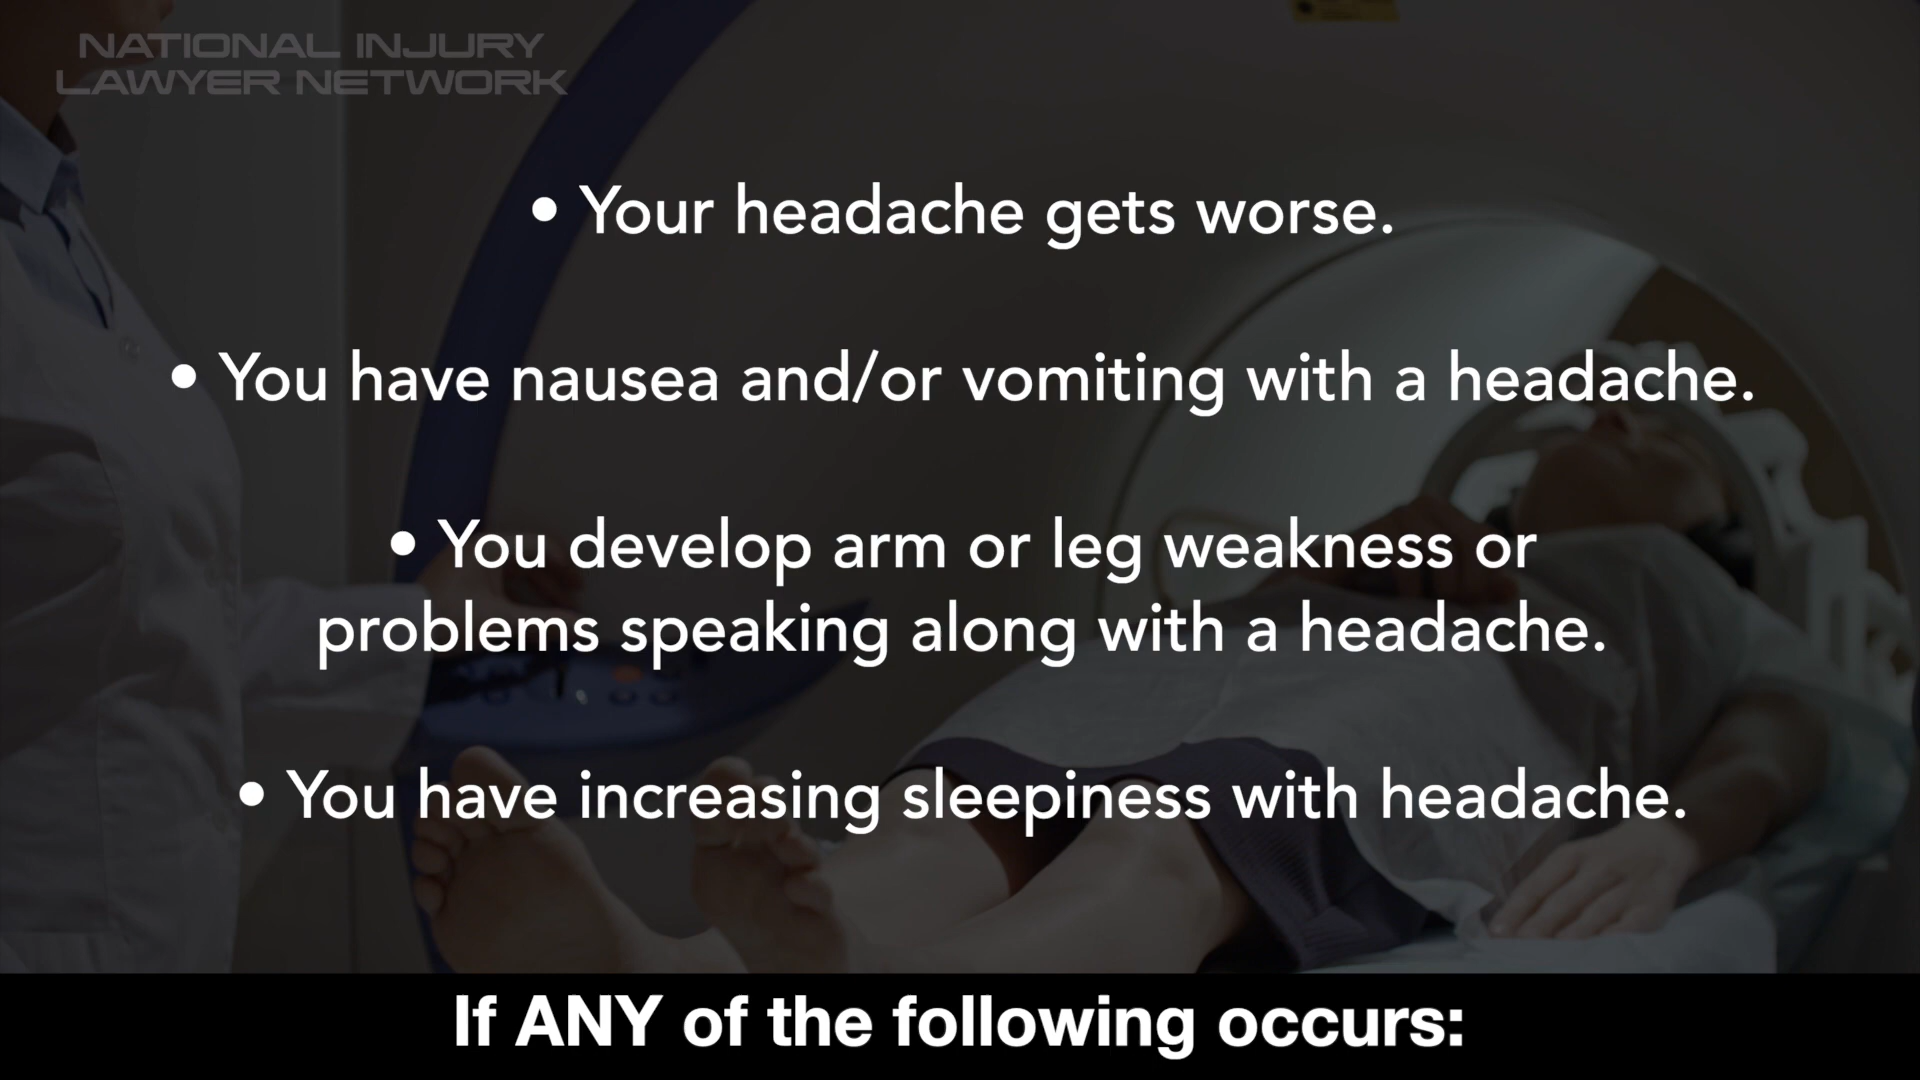 NATIONAL INJURY
LAWYER NETWORK
• Your headache gets worse.
• You have nausea and/or vomiting with a headache.
• You develop arm or leg weakness or
problems speaking along with a headache.
• You have increasing sleepiness with headache.
If ANY of the following occurs: